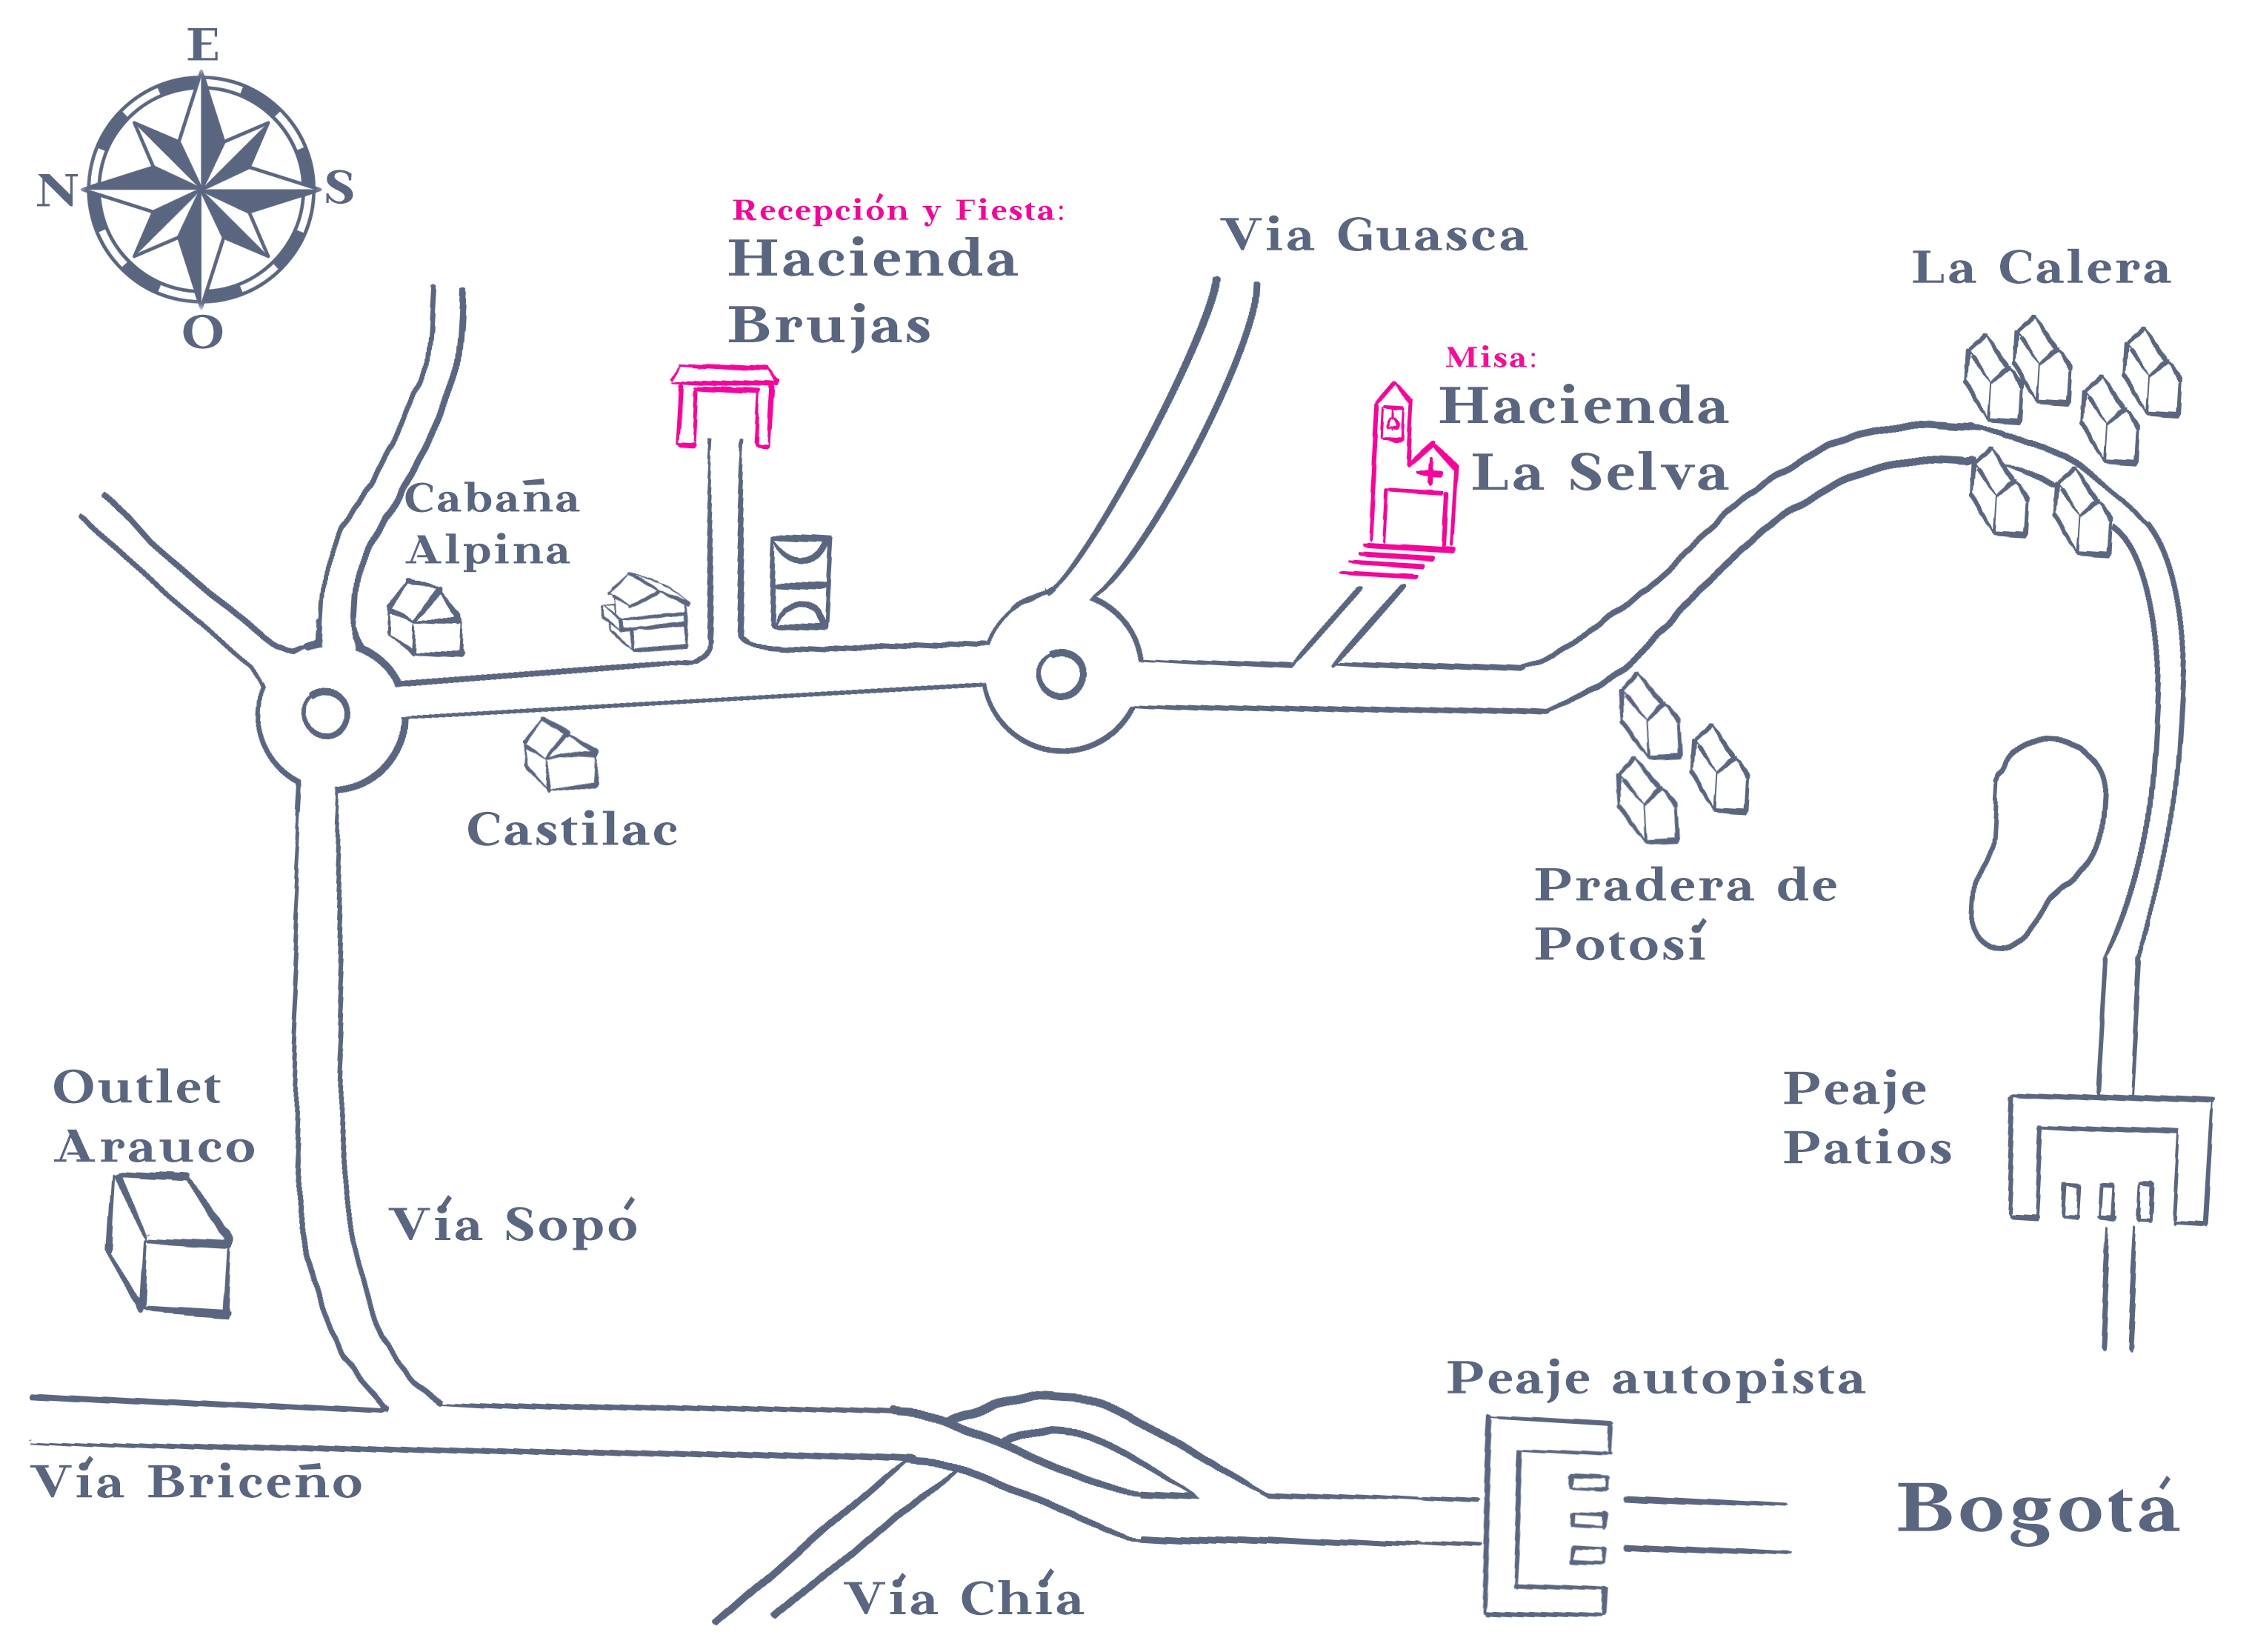 E
N
S
O
Recepción y Fiesta:
Hacienda
Brujas
Via Guasca
La Calera
Misa:
Hacienda
La Selva
Cabaña
Alpina
Castilac
Pradera de
Potosí
Outlet
Arauco
Peaje
Patios
Vía Sopó
Peaje autopista
Vía Briceño
Bogotá
Vía Chía